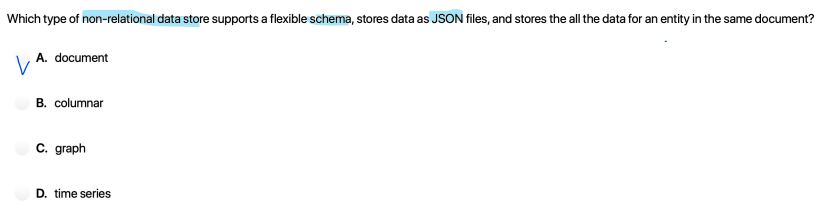 Which type of non-relational data store supports a flexible schema, stores data as JSON files, and stores the all the data for an entity in the same document?
A. document
B. columnar
C. graph
D. time series